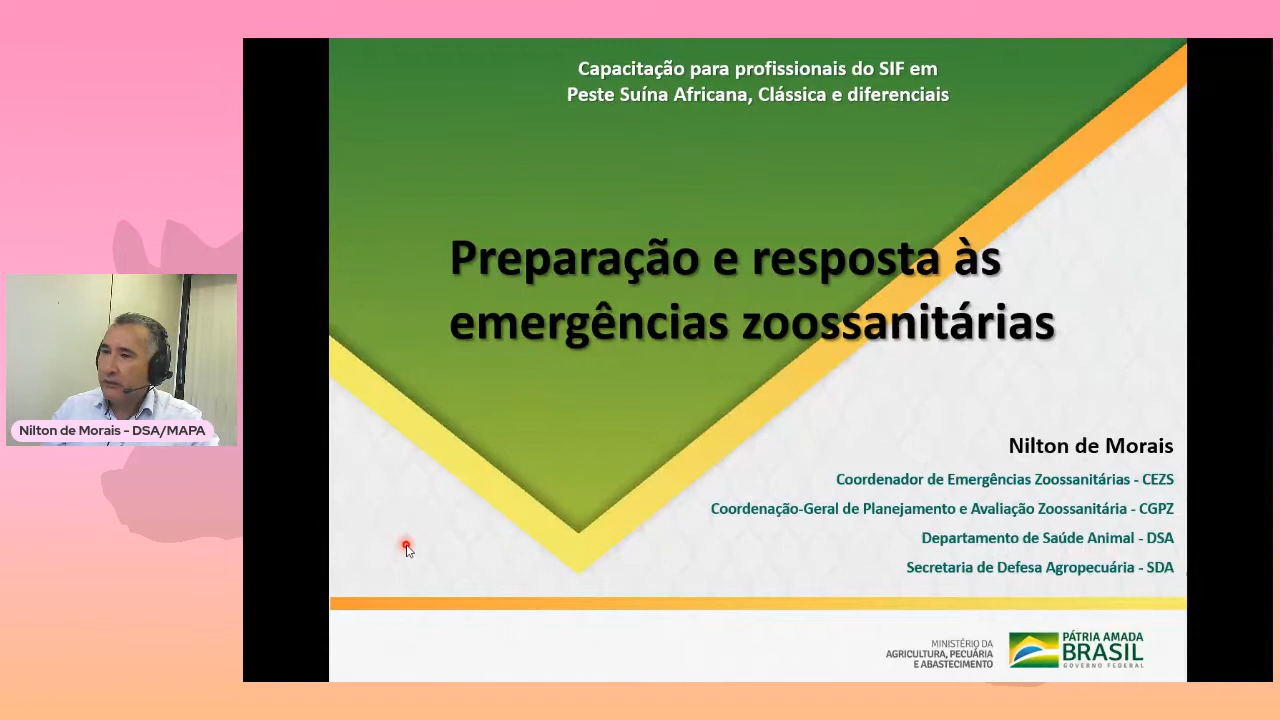 Capacitação para profissionais do SIF em
Peste Suína Africana, Clássica e diferenciais
Preparação e resposta às
emergências zoossanitárias
Nilton de Morais - DSA/MAPA
Nilton de Morais
Coordenador de Emergências Zoossanitárias - CEZS
Coordenação-Geral de Planejamento e Avaliação Zoossanitária - CGPZ
Departamento de Saúde Animal - DSA
Secretaria de Defesa Agropecuária - SDA
MINISTÉRIO DA
AGRICULTURA, PECUÁRIA
E ABASTECIMENTO
PÁTRIA AMADA
BRASIL
GOVERNO FEDERAL